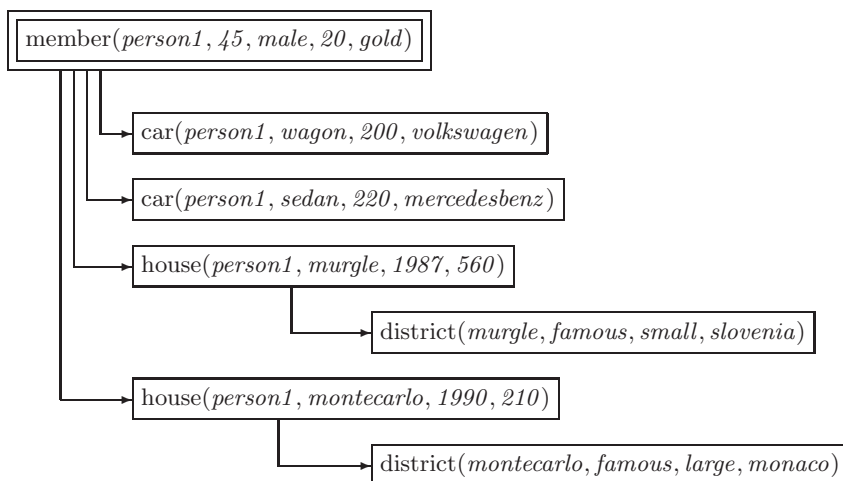 member(person1, 45, male, 20, gold)
car(person1, wagon, 200, volkswagen)
car(person1, sedan, 220, mercedesbenz)
house(person1, murgle, 1987, 560)
district(murgle, famous, small, slovenia)
house(person1, montecarlo, 1990, 210)
district(montecarlo, famous, large, monaco)